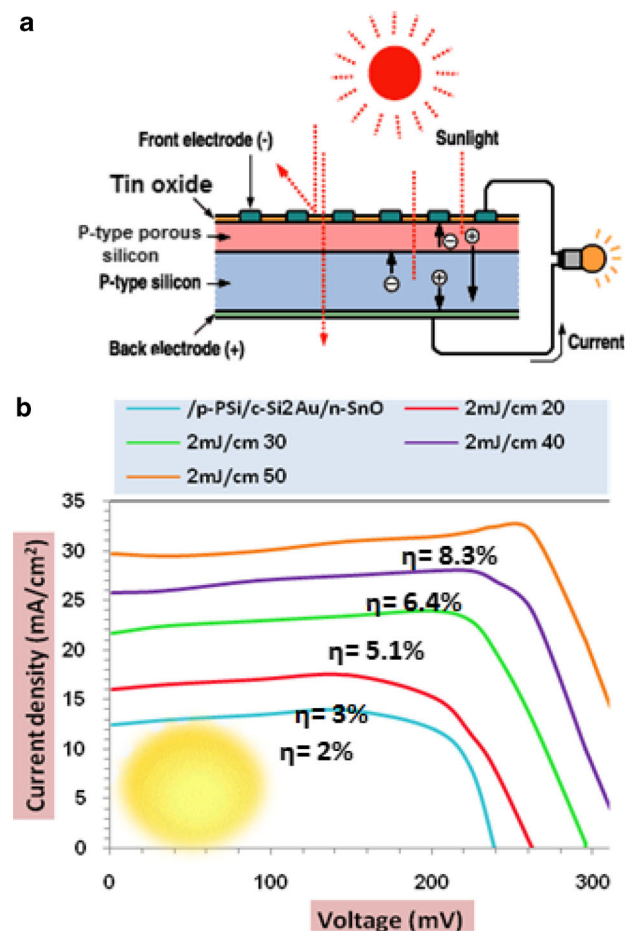 a
Front electrode (-)
Sunlight
Tin oxide
P-type porous
silicon
P-type silicon
Back electrode (+)
Current
b
/p-PSi/c-Si2Au/n-SnO
2mJ/cm 20
2mJ/cm 30
2mJ/cm 40
2mJ/cm 50
35
30
25
20
15
10
5
0
η= 8.3%
η= 6.4%
η= 5.1%
η= 3%
η= 2%
0
100
200
300
Current density (mA/cm²)
Voltage (mV)